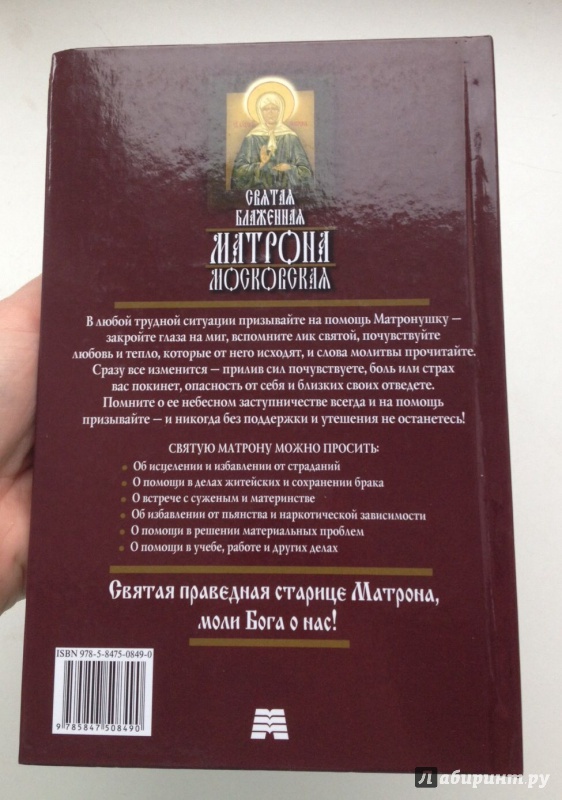 СВЯТАЯ
БЛАЖЕННАЯ
МАТРОНА
МОСКОВСКАЯ
В любой трудной ситуации призывайте на помощь Матронушку —
закройте глаза на миг, вспомните лик святой, почувствуйте
любовь и тепло, которые от него исходят, и слова молитвы прочитайте.
Сразу все изменится — прилив сил почувствуете, боль или страх
вас покинет, опасность от себя и близких своих отведете.
Помните о ее небесном заступничестве всегда и на помощь
призывайте — и никогда без поддержки и утешения не останетесь!
СВЯТУЮ МАТРОНУ МОЖНО ПРОСИТЬ:
• Об исцелении и избавлении от страданий
• О помощи в делах житейских и сохранении брака
• О встрече с суженым и материнстве
• Об избавлении от пьянства и наркотической зависимости
• О помощи в решении материальных проблем
• О помощи в учебе, работе и других делах
Святая праведная старице Матрона,
моли Бога о нас!
ISBN 978-5-8475-0849-0
9 785847 508490
Лабиринт.ру